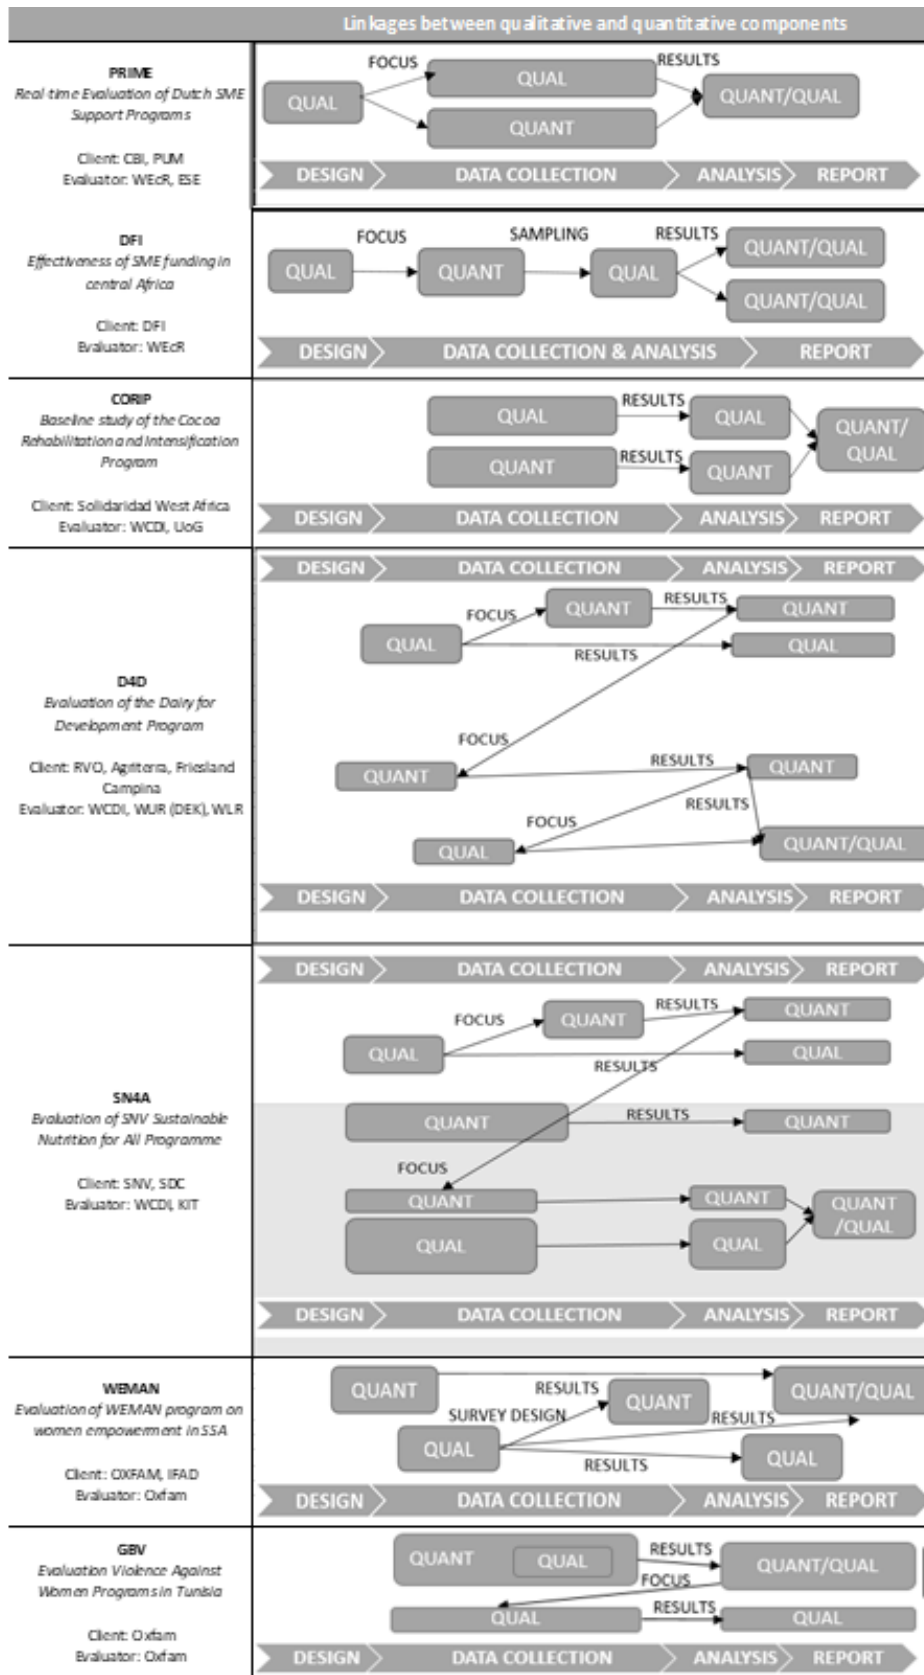 Linkages between qualitative and quantitative components
PRIME
Real-time Evaluation of Dutch SME
Support Programs
Client: CBI, PUM
Evaluator: WEcR, ESE
FOCUS
RESULTS
QUAL
QUAL
QUANT
QUANT/QUAL
DESIGN
DATA COLLECTION
ANALYSIS
REPORT
DFI
Effectiveness of SME funding in
central Africa
Client: DFI
Evaluator: WEcR
FOCUS
SAMPLING
RESULTS
QUAL
QUANT
QUAL
QUANT/QUAL
QUANT/QUAL
DESIGN
DATA COLLECTION & ANALYSIS
REPORT
CORIP
Baseline study of the Cocoa
Rehabilitation and Intensification
Program
Client: Solidaridad West Africa
Evaluator: WCDI, UoG
QUAL
RESULTS
QUAL
QUANT
RESULTS
QUANT
QUANT/
QUAL
DESIGN
DATA COLLECTION
ANALYSIS
REPORT
D4D
Evaluation of the Dairy for
Development Program
Client: RVO, Agriterra, Friesland
Campina
Evaluator: WCDI, WUR (DEK), WLR
DESIGN
DATA COLLECTION
ANALYSIS
REPORT
QUAL
FOCUS
QUANT
RESULTS
QUANT
RESULTS
QUAL
FOCUS
QUANT
RESULTS
QUANT
RESULTS
FOCUS
QUAL
QUANT/QUAL
DESIGN
DATA COLLECTION
ANALYSIS
REPORT
SN4A
Evaluation of SNV Sustainable
Nutrition for All Programme
Client: SNV, SDC
Evaluator: WCDI, KIT
DESIGN
DATA COLLECTION
ANALYSIS
REPORT
QUAL
FOCUS
QUANT
RESULTS
QUANT
RESULTS
QUAL
QUANT
RESULTS
QUANT
FOCUS
QUANT
QUANT
QUAL
QUAL
QUANT
/QUAL
DESIGN
DATA COLLECTION
ANALYSIS
REPORT
WEMAN
Evaluation of WEMAN program on
women empowerment in SSA
Client: OXFAM, IFAD
Evaluator: Oxfam
QUANT
RESULTS
QUANT
QUANT/QUAL
SURVEY DESIGN
RESULTS
QUAL
RESULTS
QUAL
DESIGN
DATA COLLECTION
ANALYSIS
REPORT
GBV
Evaluation Violence Against
Women Programs in Tunisia
Client: Oxfam
Evaluator: Oxfam
QUANT
QUAL
RESULTS
QUANT/QUAL
FOCUS
QUAL
RESULTS
QUAL
DESIGN
DATA COLLECTION
ANALYSIS
REPORT